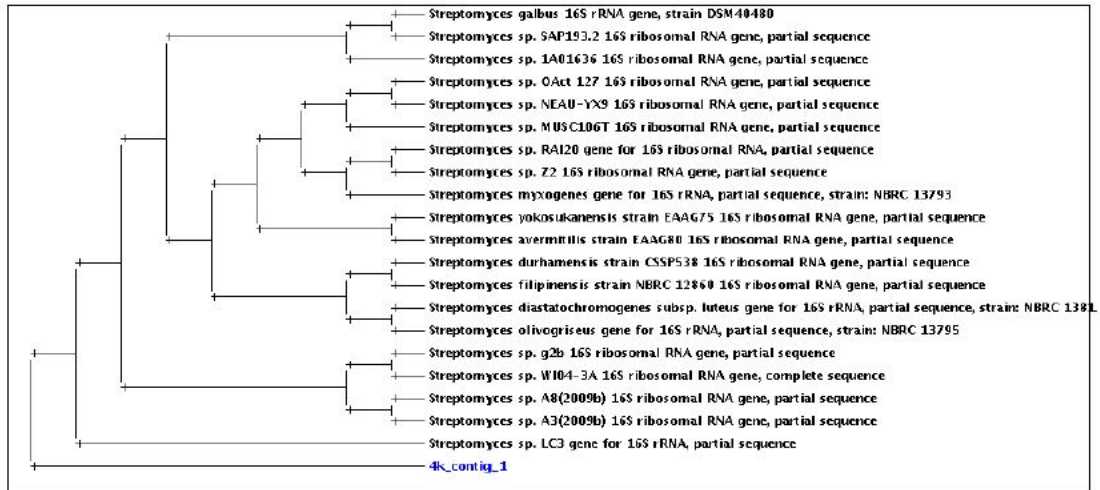 Streptomyces galbus 16S rRNA gene, strain DSM40480
Streptomyces sp. SAP193.2 16S ribosomal RNA gene, partial sequence
Streptomyces sp. 1A01636 16S ribosomal RNA gene, partial sequence
Streptomyces sp. OAct 127 16S ribosomal RNA gene, partial sequence
Streptomyces sp. NEAU-YX9 16S ribosomal RNA gene, partial sequence
Streptomyces sp. MUSC106T 16S ribosomal RNA gene, partial sequence
Streptomyces sp. RAI20 gene for 16S ribosomal RNA, partial sequence
Streptomyces sp. Z2 16S ribosomal RNA gene, partial sequence
Streptomyces myxogenes gene for 16S rRNA, partial sequence, strain: NBRC 13793
Streptomyces yokosukanensis strain EAAG75 16S ribosomal RNA gene, partial sequence
Streptomyces avermitilis strain EAAG80 16S ribosomal RNA gene, partial sequence
Streptomyces durhamensis strain CSSP538 16S ribosomal RNA gene, partial sequence
Streptomyces filipinensis strain NBRC 12860 16S ribosomal RNA gene, partial sequence
Streptomyces diastatochromogenes subsp. luteus gene for 16S rRNA, partial sequence, strain: NBRC 1381
Streptomyces olivogriseus gene for 16S rRNA, partial sequence, strain: NBRC 13795
Streptomyces sp. g2b 16S ribosomal RNA gene, partial sequence
Streptomyces sp. WI04-3A 16S ribosomal RNA gene, complete sequence
Streptomyces sp. A8(2009b) 16S ribosomal RNA gene, partial sequence
Streptomyces sp. A3(2009b) 16S ribosomal RNA gene, partial sequence
Streptomyces sp. LC3 gene for 16S rRNA, partial sequence
4k_contig_1